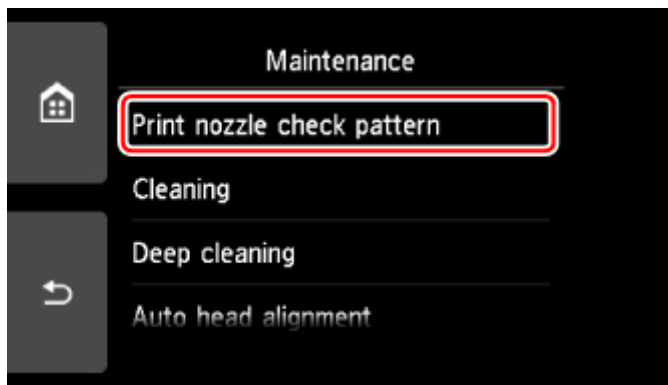 Maintenance
Print nozzle check pattern
Cleaning
Deep cleaning
Auto head alignment